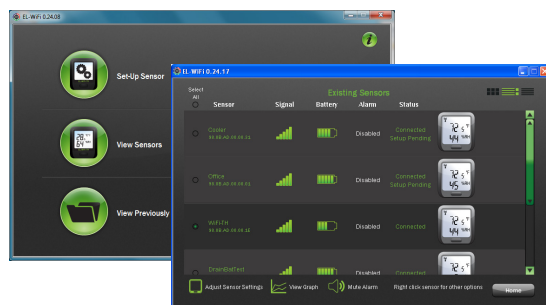 EL-WiFi 0.24.08
Set-Up Sensor
View Sensors
View Previously
EL-WiFi 0.24.17
Select
All
Existing Sensors
Sensor Signal Battery Alarm Status
Cooler
Disabled
Connected
Setup Pending
Office
Disabled
Connected
Setup Pending
WiFi-TH
Disabled
Connected
DrainBatTest
Disabled
Connected
Adjust Sensor Settings View Graph Mute Alarm Right click sensor for other options Home